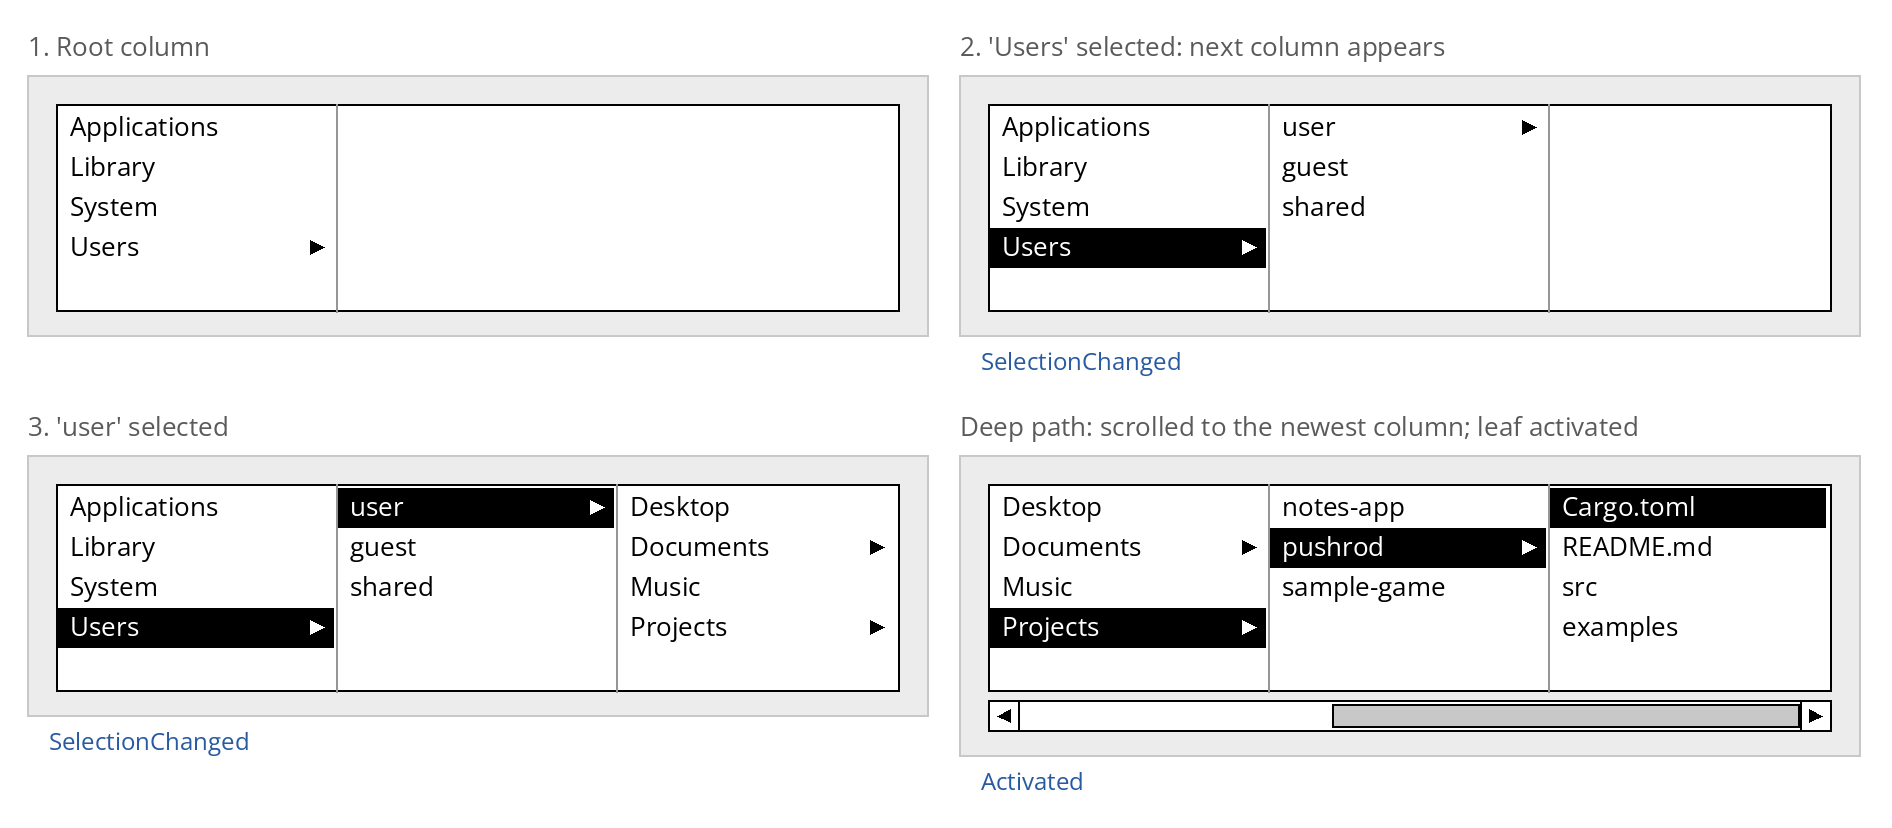 1. Root column
Applications
Library
System
Users
2. 'Users' selected: next column appears
Applications
Library
System
Users
user
guest
shared
SelectionChanged
3. 'user' selected
Applications
Library
System
Users
user
guest
shared
Desktop
Documents
Music
Projects
SelectionChanged
Deep path: scrolled to the newest column; leaf activated
Desktop
Documents
Music
Projects
notes-app
pushrod
sample-game
Cargo.toml
README.md
src
examples
Activated